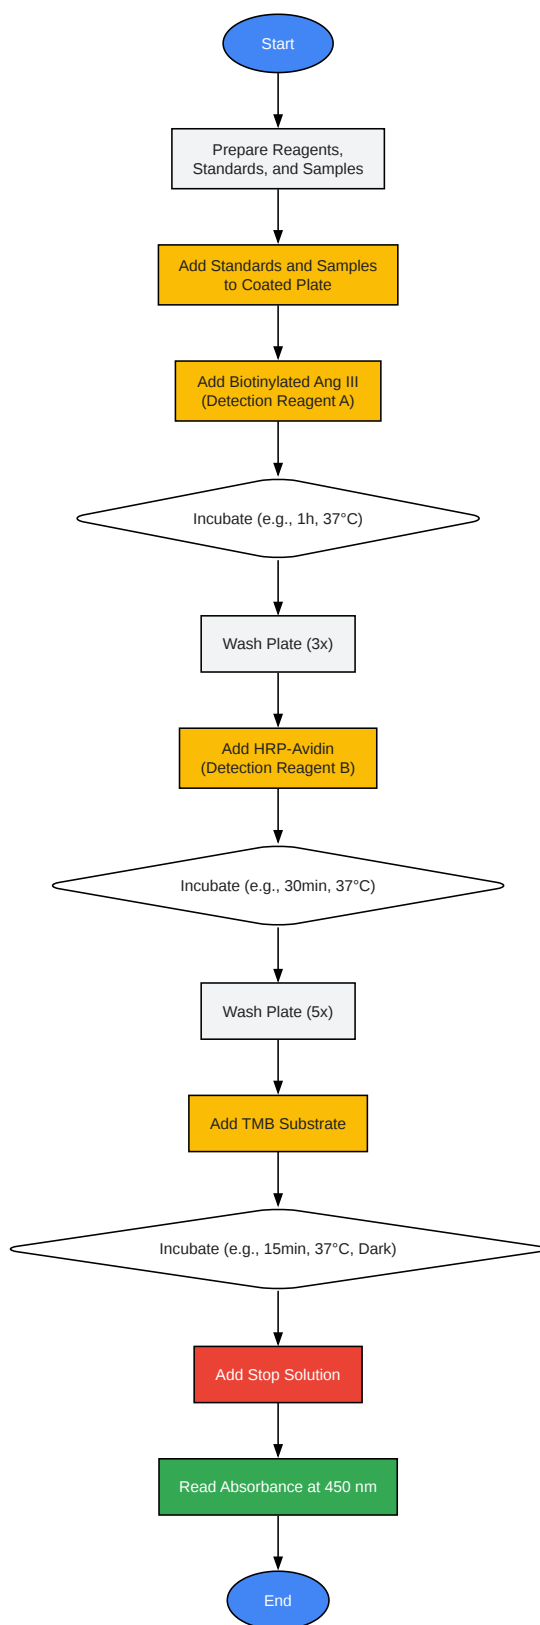 Start
Prepare Reagents,
Standards, and Samples
Add Standards and Samples
to Coated Plate
Add Biotinylated Ang III
(Detection Reagent A)
Incubate (e.g., 1h, 37°C)
Wash Plate (3x)
Add HRP-Avidin
(Detection Reagent B)
Incubate (e.g., 30min, 37°C)
Wash Plate (5x)
Add TMB Substrate
Incubate (e.g., 15min, 37°C, Dark)
Add Stop Solution
Read Absorbance at 450 nm
End